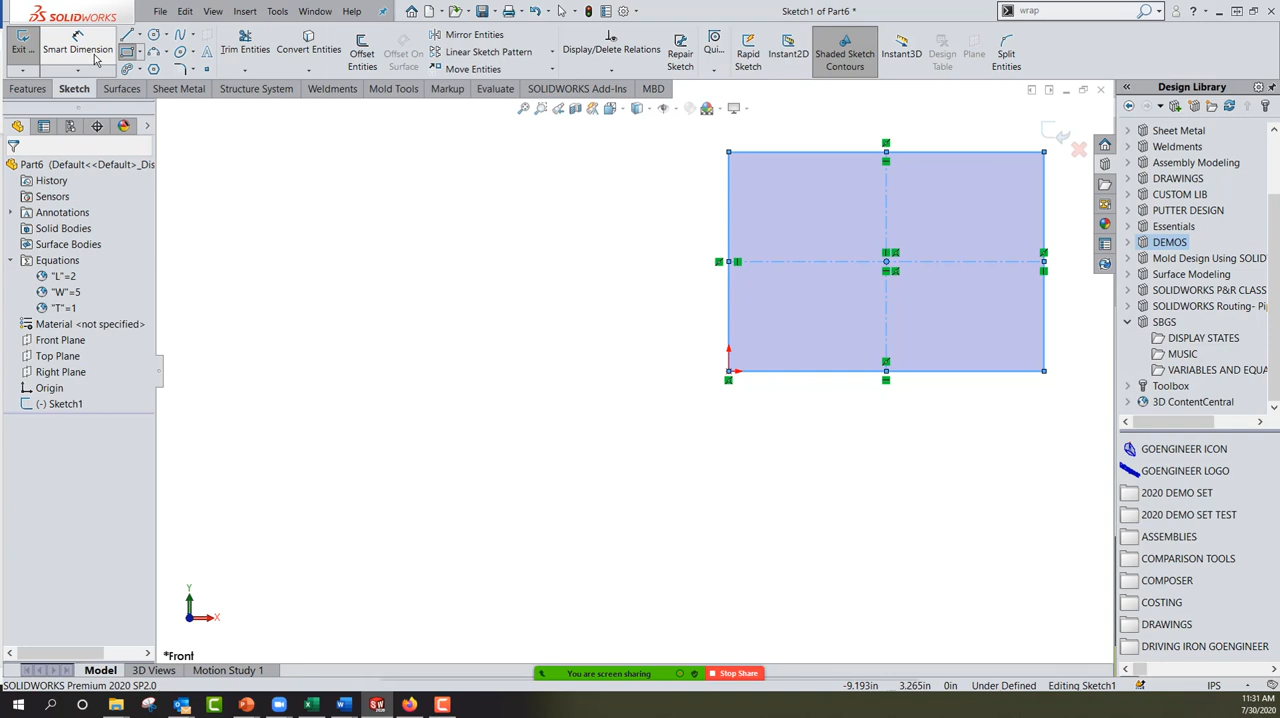 SOLIDWORKS
File Edit View Insert Tools Window Help
Sketch1 of Part6 *
wrap
Exit ...
Smart Dimension
Trim Entities
Convert Entities
Offset Entities
Offset On Surface
Mirror Entities
Linear Sketch Pattern
Move Entities
Display/Delete Relations
Repair Sketch
Qui...
Rapid Sketch
Instant2D
Shaded Sketch Contours
Instant3D
Design Table
Plane
Split Entities
Features Sketch Surfaces Sheet Metal Structure System Weldments Mold Tools Markup Evaluate SOLIDWORKS Add-Ins MBD
Design Library
Part6 (Default<<Default>_Dis
History
Sensors
Annotations
Solid Bodies
Surface Bodies
Equations
"L"=2
"W"=5
"T"=1
Material <not specified>
Front Plane
Top Plane
Right Plane
Origin
(-) Sketch1
Sheet Metal
Weldments
Assembly Modeling
DRAWINGS
CUSTOM LIB
PUTTER DESIGN
Essentials
DEMOS
Mold Design Using SOLID
Surface Modeling
SOLIDWORKS P&R CLASS
SOLIDWORKS Routing- Pi
SBGS
DISPLAY STATES
MUSIC
VARIABLES AND EQUA
Toolbox
3D ContentCentral
GOENGINEER ICON
GOENGINEER LOGO
2020 DEMO SET
2020 DEMO SET TEST
ASSEMBLIES
COMPARISON TOOLS
COMPOSER
COSTING
DRAWINGS
DRIVING IRON GOENGINEER
Y
X
*Front
Model 3D Views Motion Study 1
You are screen sharing
Stop Share
SOLIDWORKS Premium 2020 SP2.0
-9.193in 3.265in 0in Under Defined Editing Sketch1 IPS
11:31 AM
7/30/2020